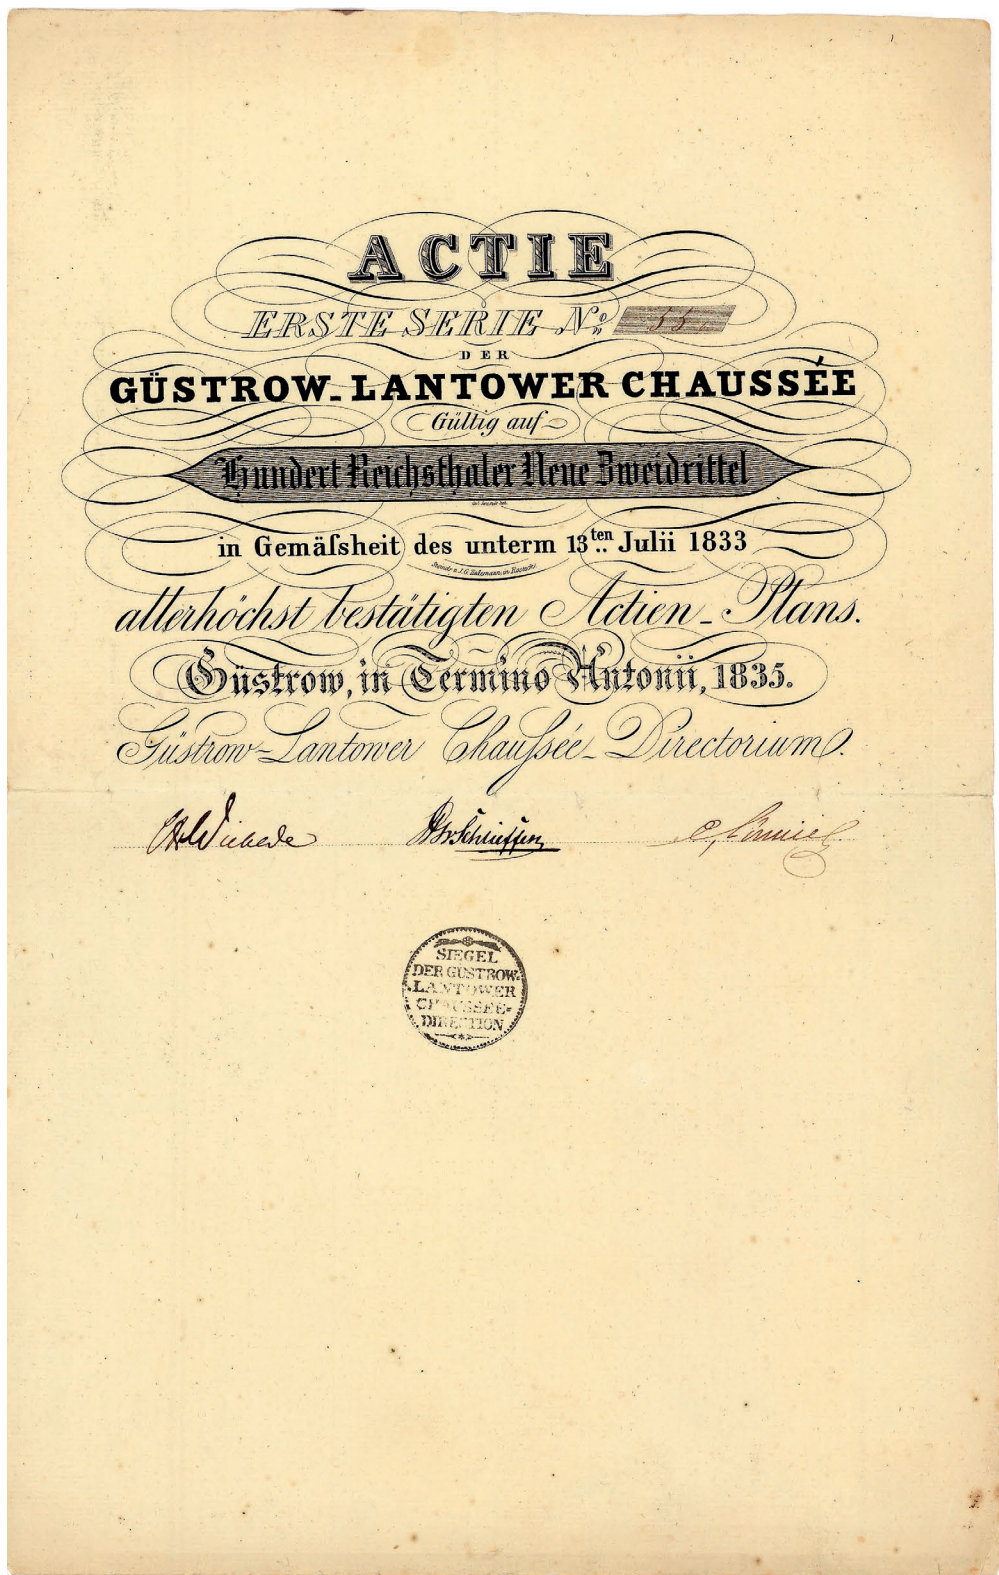 ACTIE
ERSTE SERIE No. 55.
DER
GÜSTROW-LANTOWER CHAUSSÉE
Gültig auf
Hundert Reichsthaler Neue Zweidrittel
in Gemäſsheit des unterm 13ten Julii 1833
allerhöchst bestätigten Actien-Plans.
Güstrow, in Termino Antonii, 1835.
Güstrow-Lantower Chauſsée-Directorium.
SIEGEL
DER GÜSTROW-
LANTOWER
CHAUSSEE-
DIRECTION